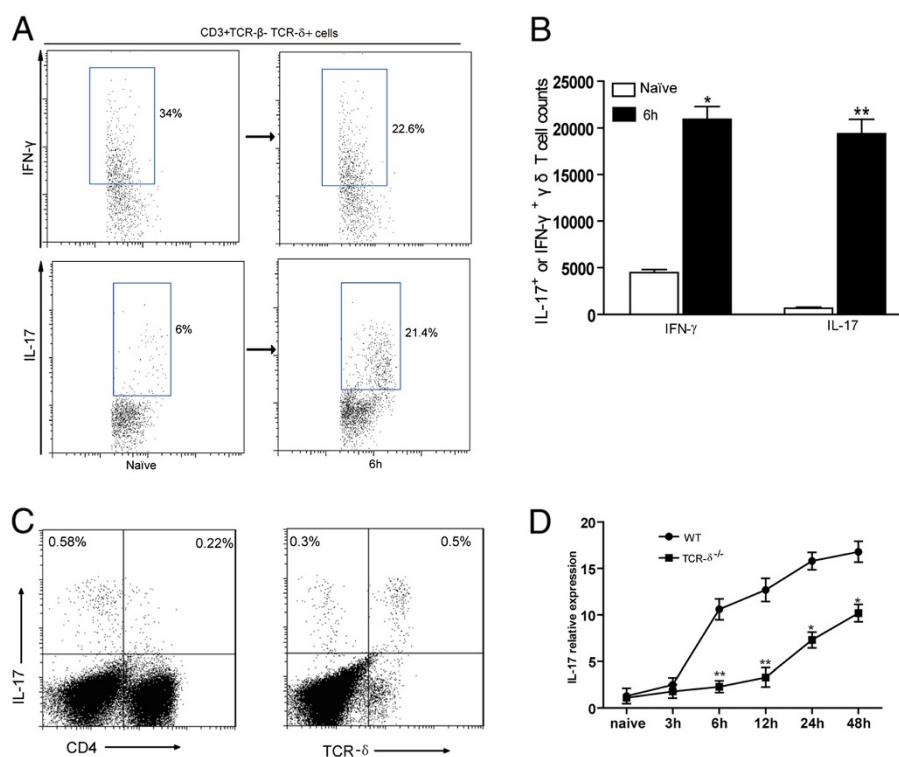 A
CD3+TCR-β- TCR-δ+ cells
IFN-γ
34%
22.6%
IL-17
6%
21.4%
Naïve
6h
B
IL-17+ or IFN-γ + γ δ T cell counts
25000
20000
15000
10000
5000
0
Naïve
6h
*
**
IFN-γ
IL-17
C
0.58%
0.22%
0.3%
0.5%
IL-17
CD4
TCR-δ
D
IL-17 relative expression
20
15
10
5
0
WT
TCR-δ-/-
**
**
*
*
naive
3h
6h
12h
24h
48h